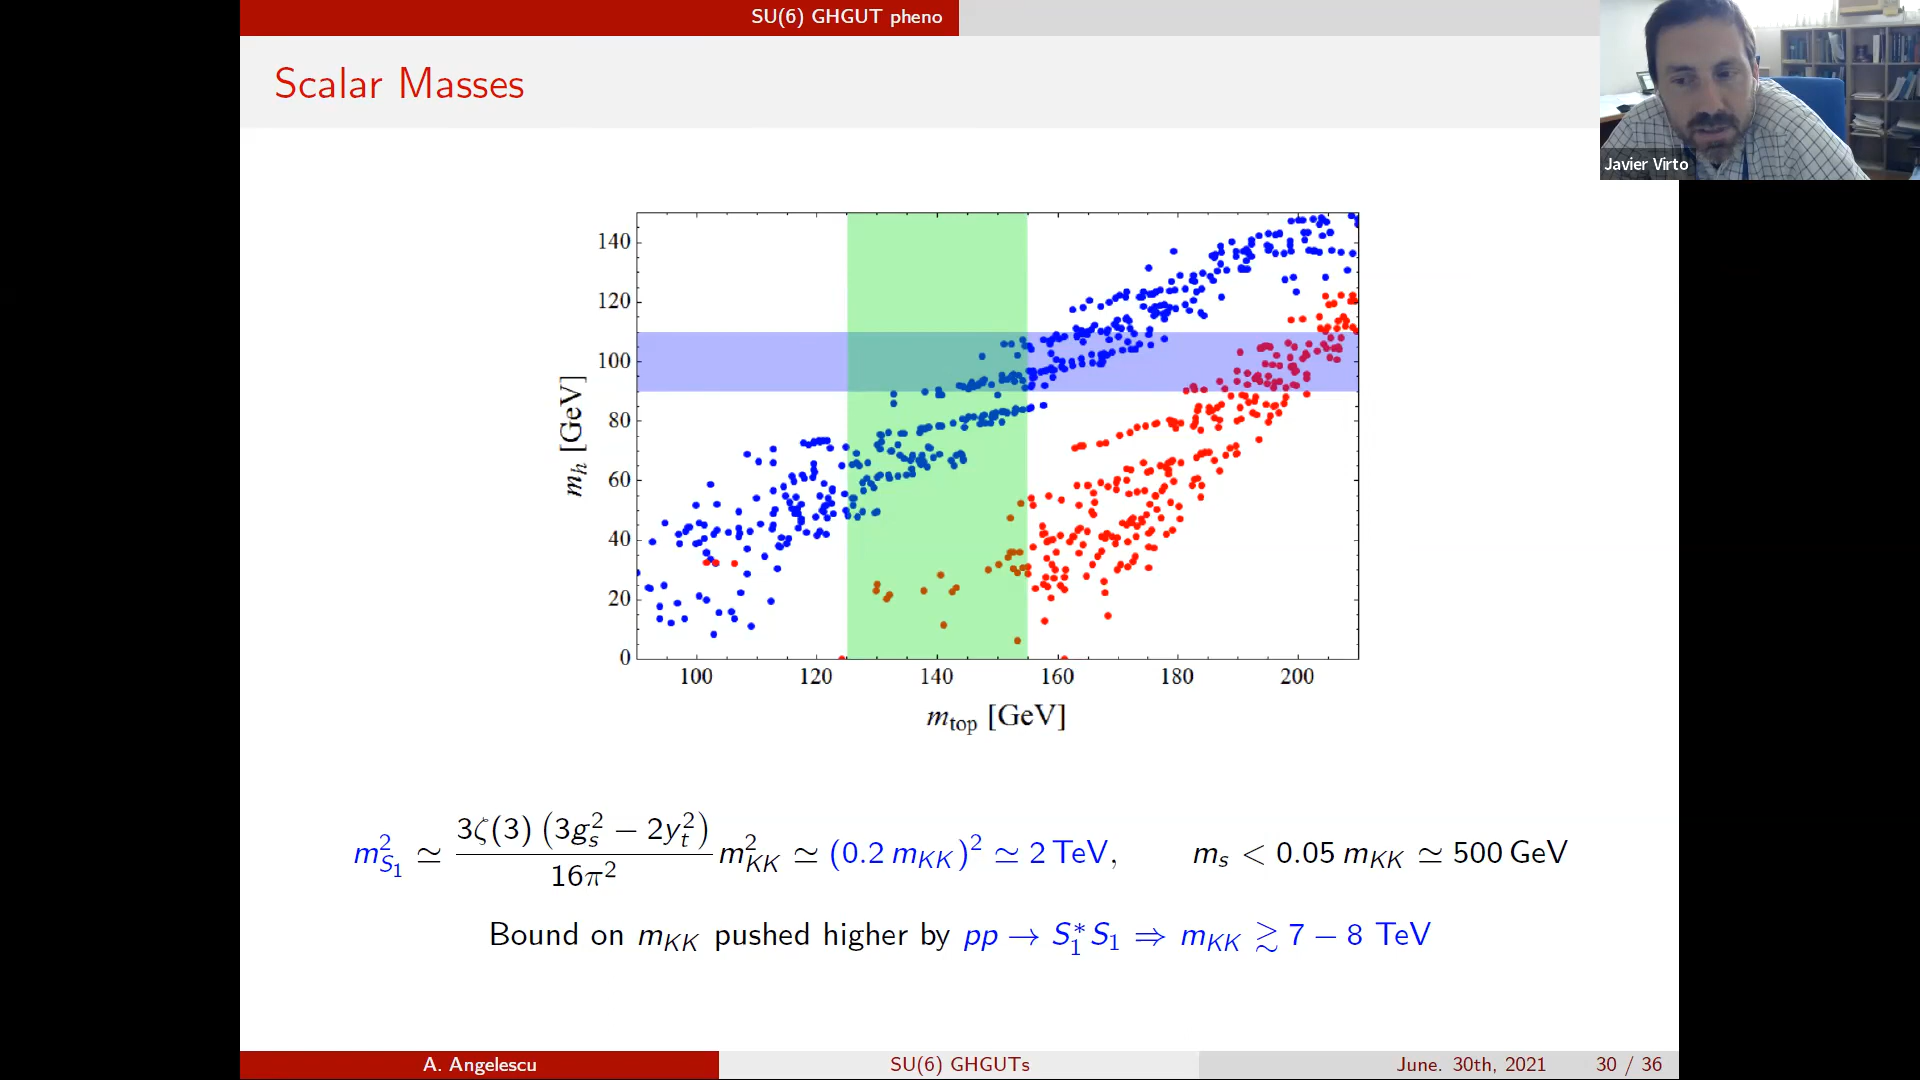 SU(6) GHGUT pheno
Scalar Masses
Javier Virto
140
120
100
80
60
40
20
0
m_h [GeV]
100 120 140 160 180 200
m_top [GeV]
m²_{S₁} ≃ 3ζ(3) (3g_s² − 2y_t²) / 16π² m²_{KK} ≃ (0.2 m_{KK})² ≃ 2 TeV, m_s < 0.05 m_{KK} ≃ 500 GeV
Bound on m_{KK} pushed higher by pp → S₁* S₁ ⇒ m_{KK} ≳ 7 − 8 TeV
A. Angelescu SU(6) GHGUTs June. 30th, 2021 30 / 36